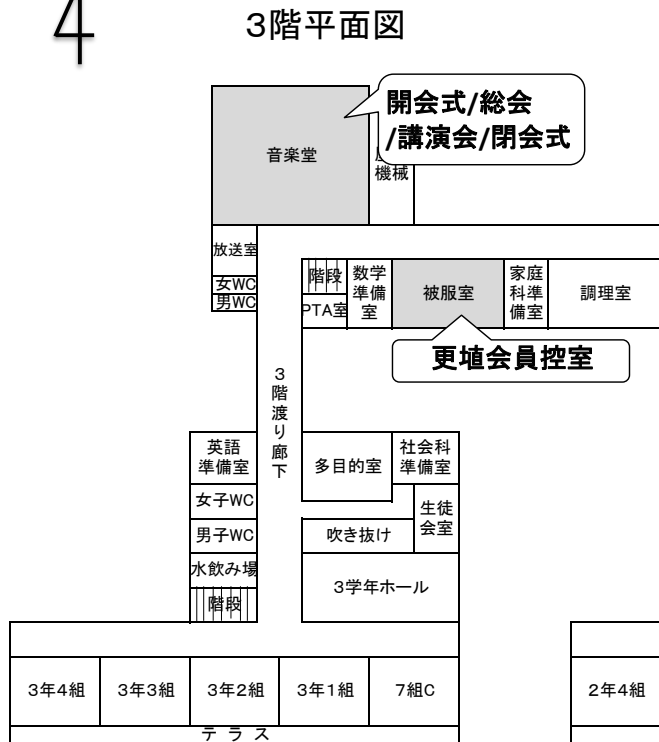 4
3階平面図
開会式/総会
/講演会/閉会式
音楽堂
機械
放送室
女WC
男WC
階段
PTA室
数学
準備
室
被服室
家庭
科準
備室
調理室
更埴会員控室
3階渡り廊下
英語
準備室
多目的室
社会科
準備室
女子WC
生徒
会室
男子WC
吹き抜け
水飲み場
3学年ホール
階段
3年4組
3年3組
3年2組
3年1組
7組C
2年4組
テラス